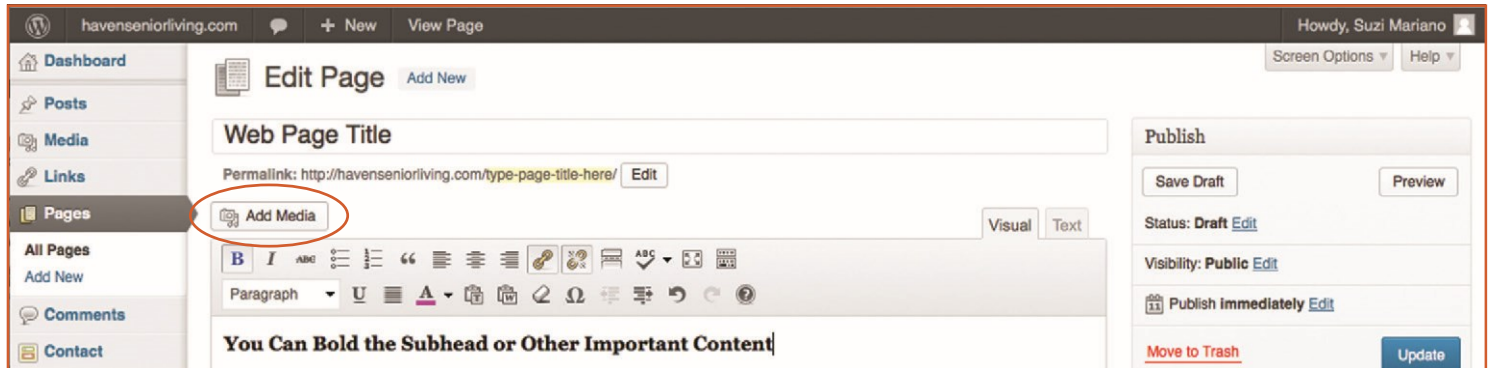 havenseniorliving.com + New View Page Howdy, Suzi Mariano
Screen Options Help
Dashboard
Posts
Media
Links
Pages
All Pages
Add New
Comments
Contact
Edit Page Add New
Web Page Title
Permalink: http://havenseniorliving.com/type-page-title-here/ Edit
Add Media
Visual Text
B I ABC “ ABC
Paragraph U A T W Ω
You Can Bold the Subhead or Other Important Content
Publish
Save Draft Preview
Status: Draft Edit
Visibility: Public Edit
11 Publish immediately Edit
Move to Trash Update